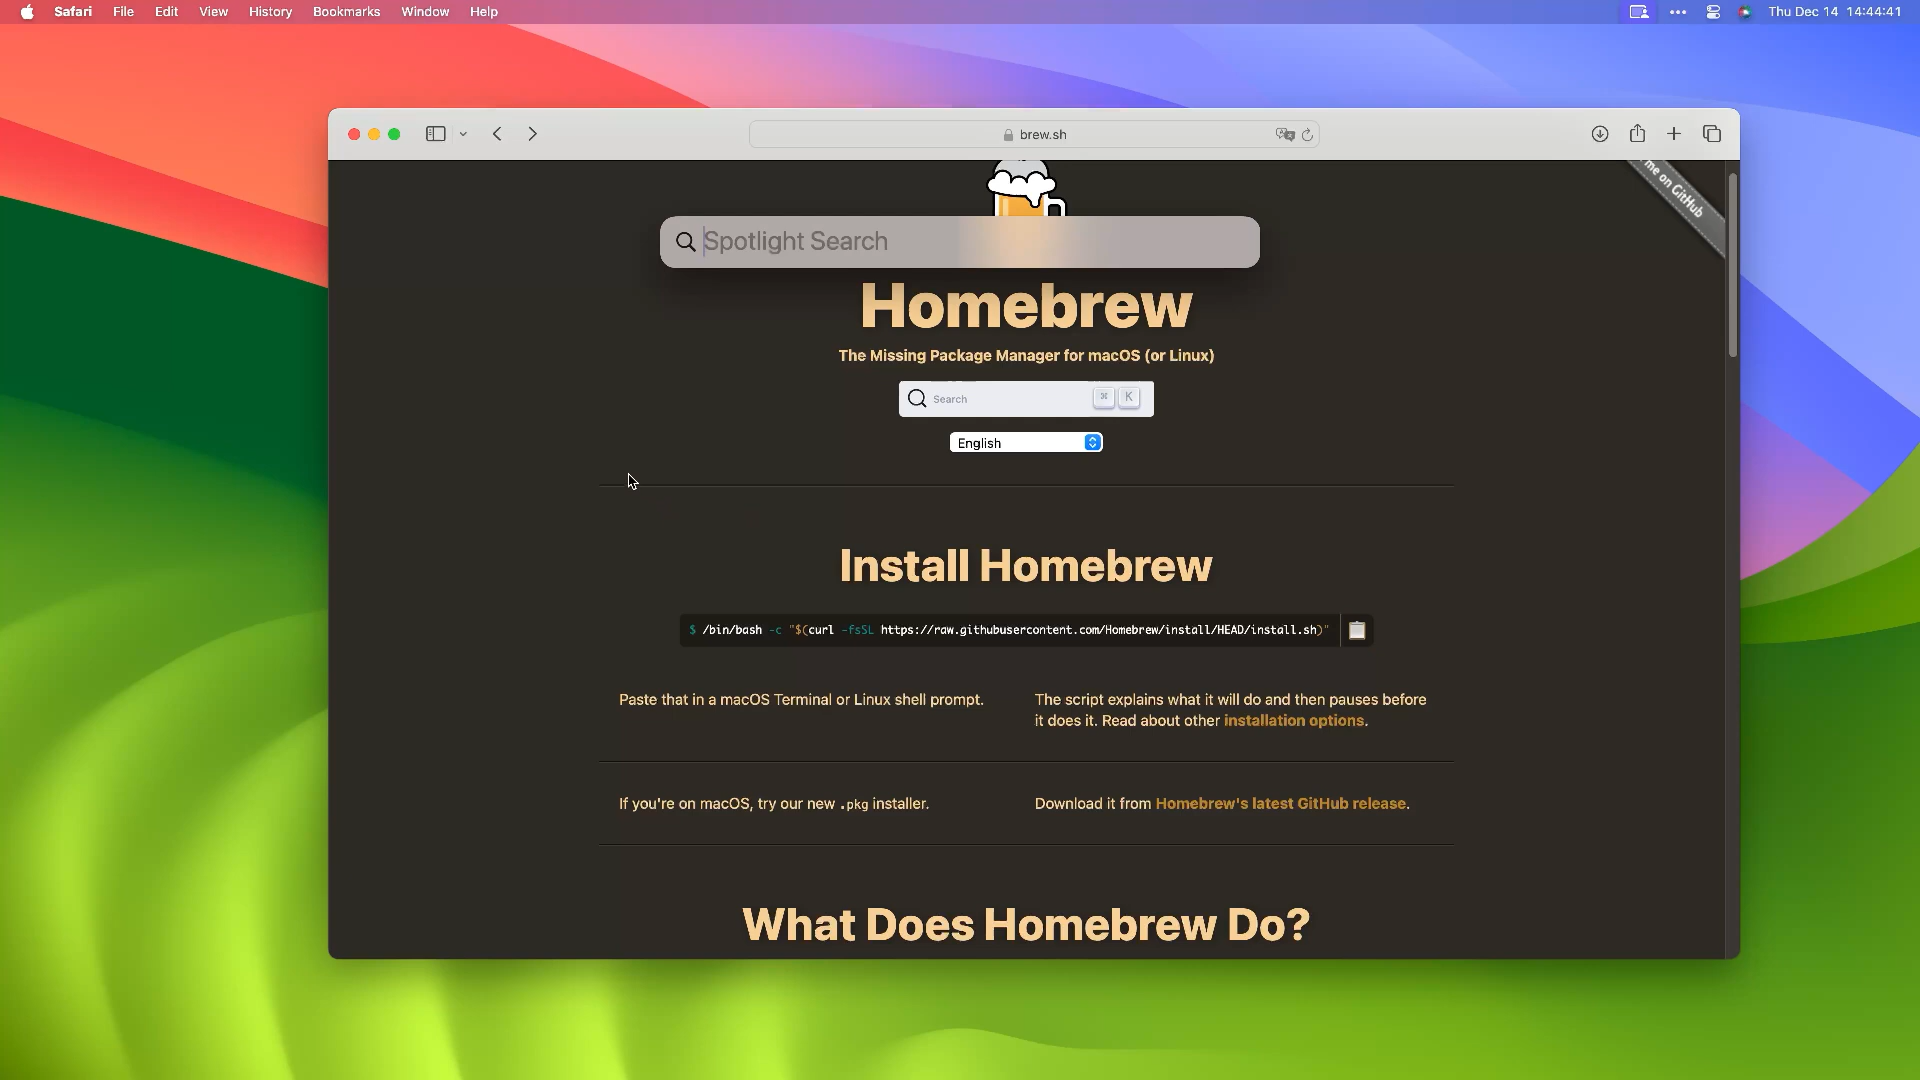 Safari File Edit View History Bookmarks Window Help Thu Dec 14 14:44:41
brew.sh
me on GitHub
Spotlight Search
Homebrew
The Missing Package Manager for macOS (or Linux)
Search ⌘ K
English
Install Homebrew
$ /bin/bash -c "$(curl -fsSL https://raw.githubusercontent.com/Homebrew/install/HEAD/install.sh)"
Paste that in a macOS Terminal or Linux shell prompt.
The script explains what it will do and then pauses before
it does it. Read about other installation options.
If you're on macOS, try our new .pkg installer.
Download it from Homebrew's latest GitHub release.
What Does Homebrew Do?